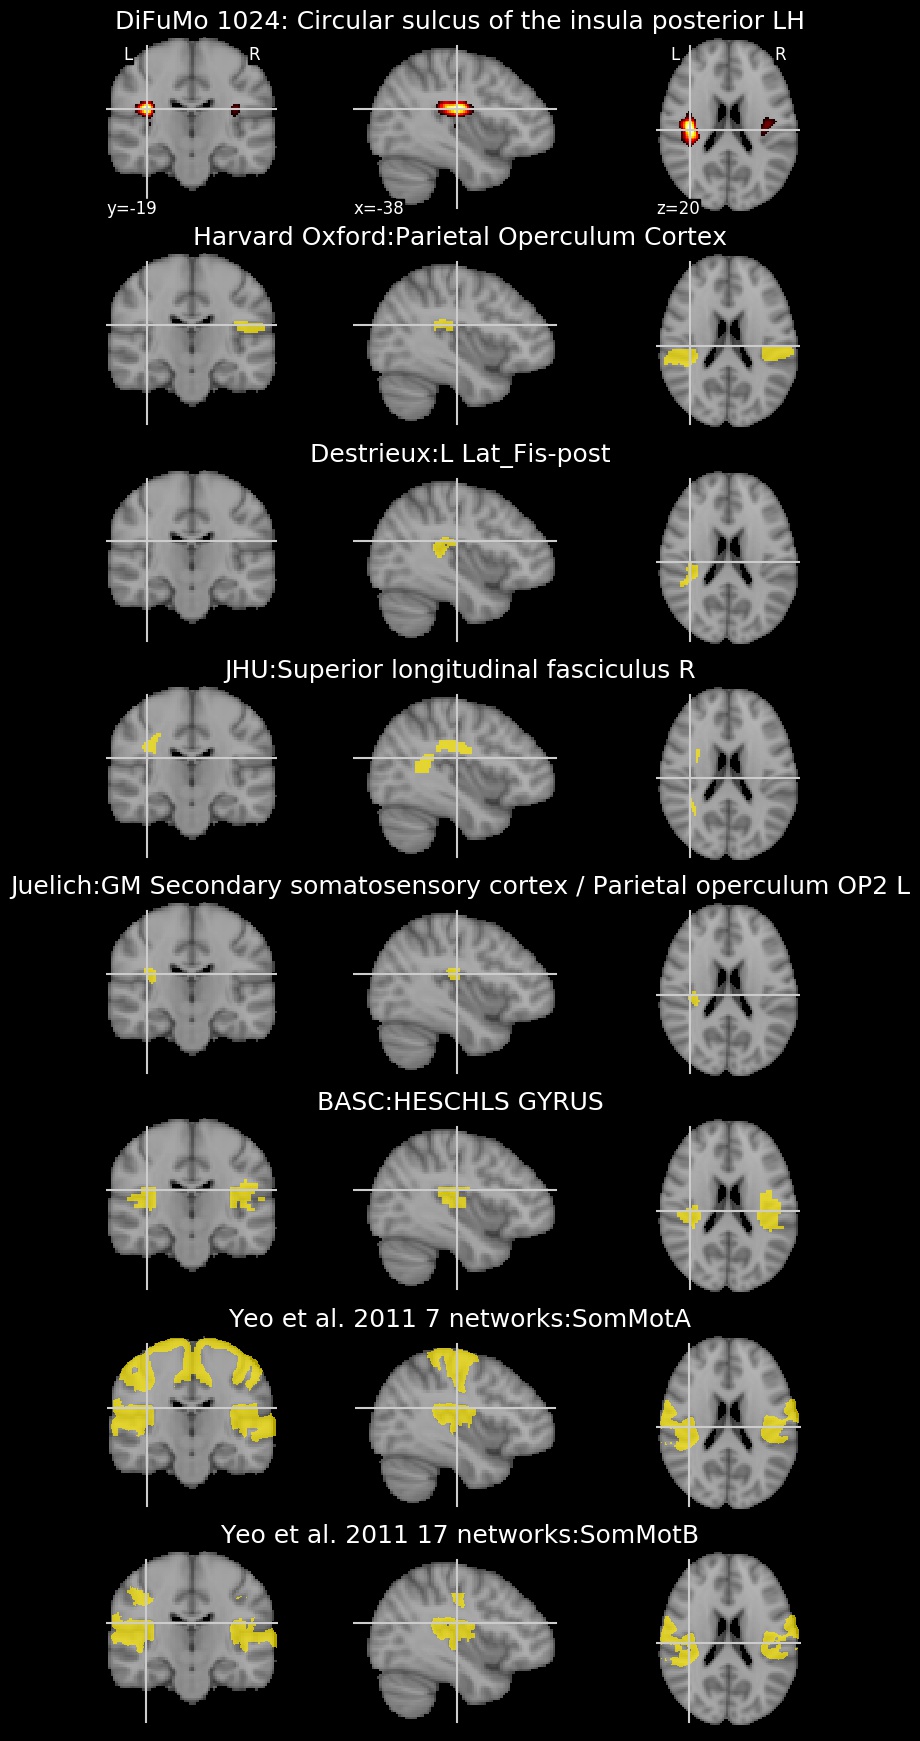 DiFuMo 1024: Circular sulcus of the insula posterior LH
L R L R
y=-19 x=-38 z=20
Harvard Oxford:Parietal Operculum Cortex
Destrieux:L Lat_Fis-post
JHU:Superior longitudinal fasciculus R
Juelich:GM Secondary somatosensory cortex / Parietal operculum OP2 L
BASC:HESCHLS GYRUS
Yeo et al. 2011 7 networks:SomMotA
Yeo et al. 2011 17 networks:SomMotB